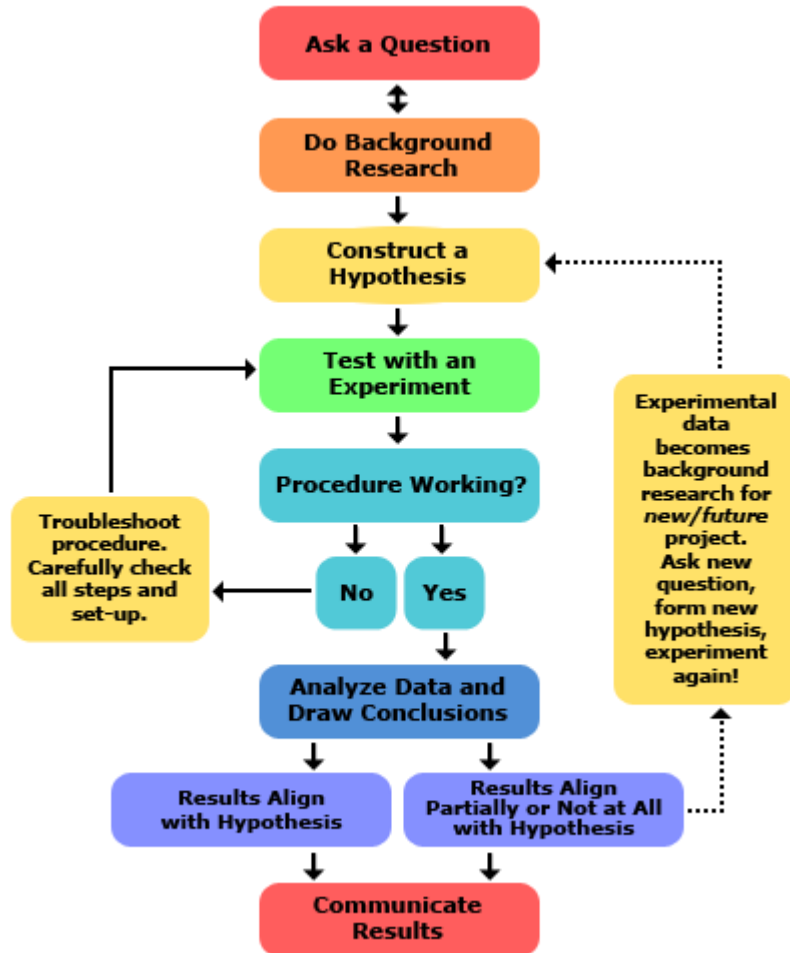 Ask a Question
Do Background
Research
Construct a
Hypothesis
Test with an
Experiment
Procedure Working?
Troubleshoot
procedure.
Carefully check
all steps and
set-up.
No
Yes
Experimental
data
becomes
background
research for
new/future
project.
Ask new
question,
form new
hypothesis,
experiment
again!
Analyze Data and
Draw Conclusions
Results Align
with Hypothesis
Results Align
Partially or Not at All
with Hypothesis
Communicate
Results